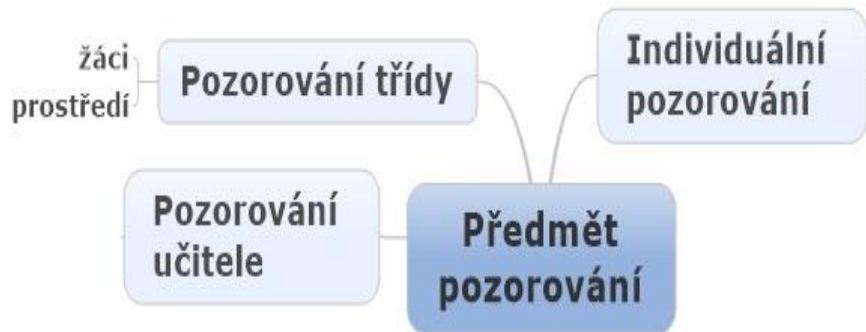 žáci
prostředí
Pozorování třídy
Individuální
pozorování
Pozorování
učitele
Předmět
pozorování